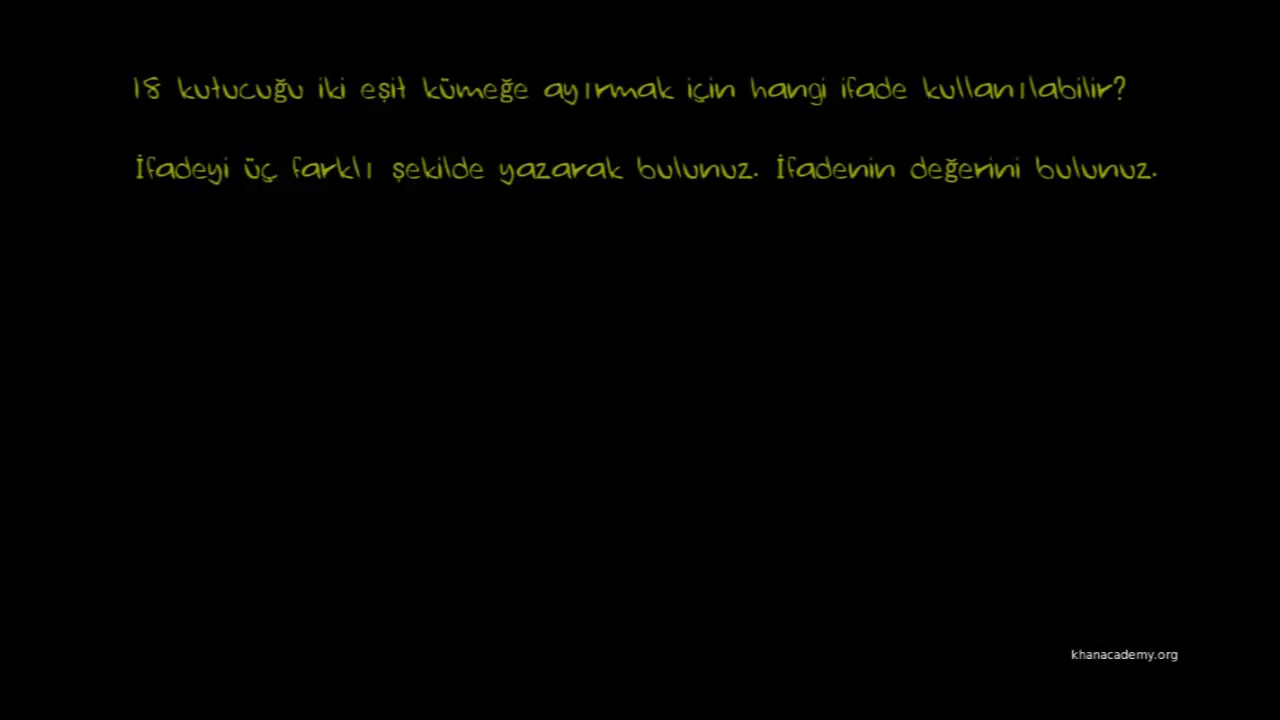 18 kutucuğu iki eşit kümeğe ayırmak için hangi ifade kullanılabilir?
İfadeyi üç farklı şekilde yazarak bulunuz. İfadenin değerini bulunuz.
khanacademy.org